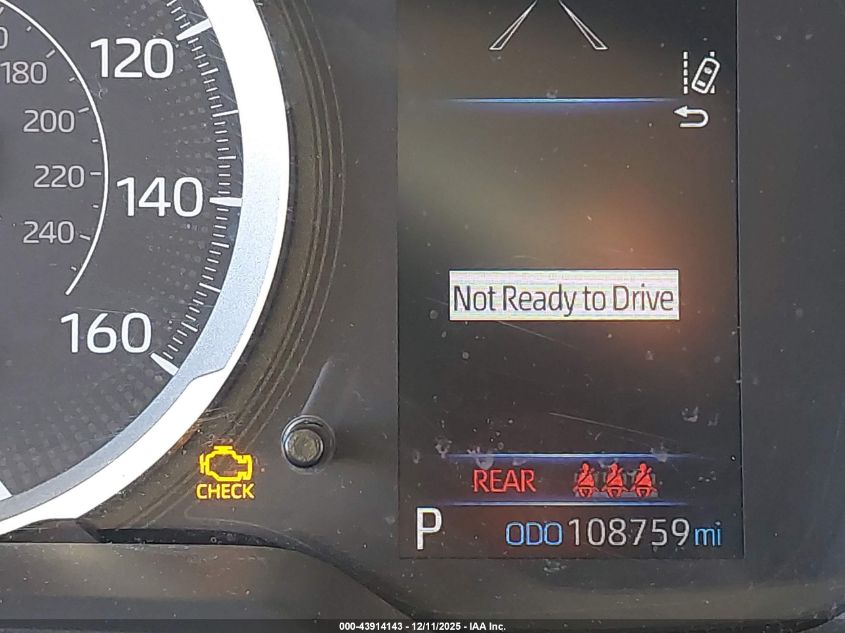 120
180
200
220
140
240
160
Not Ready to Drive
CHECK
REAR
P
ODO 108759 mi
000-43914143 - 12/11/2025 - IAA Inc.